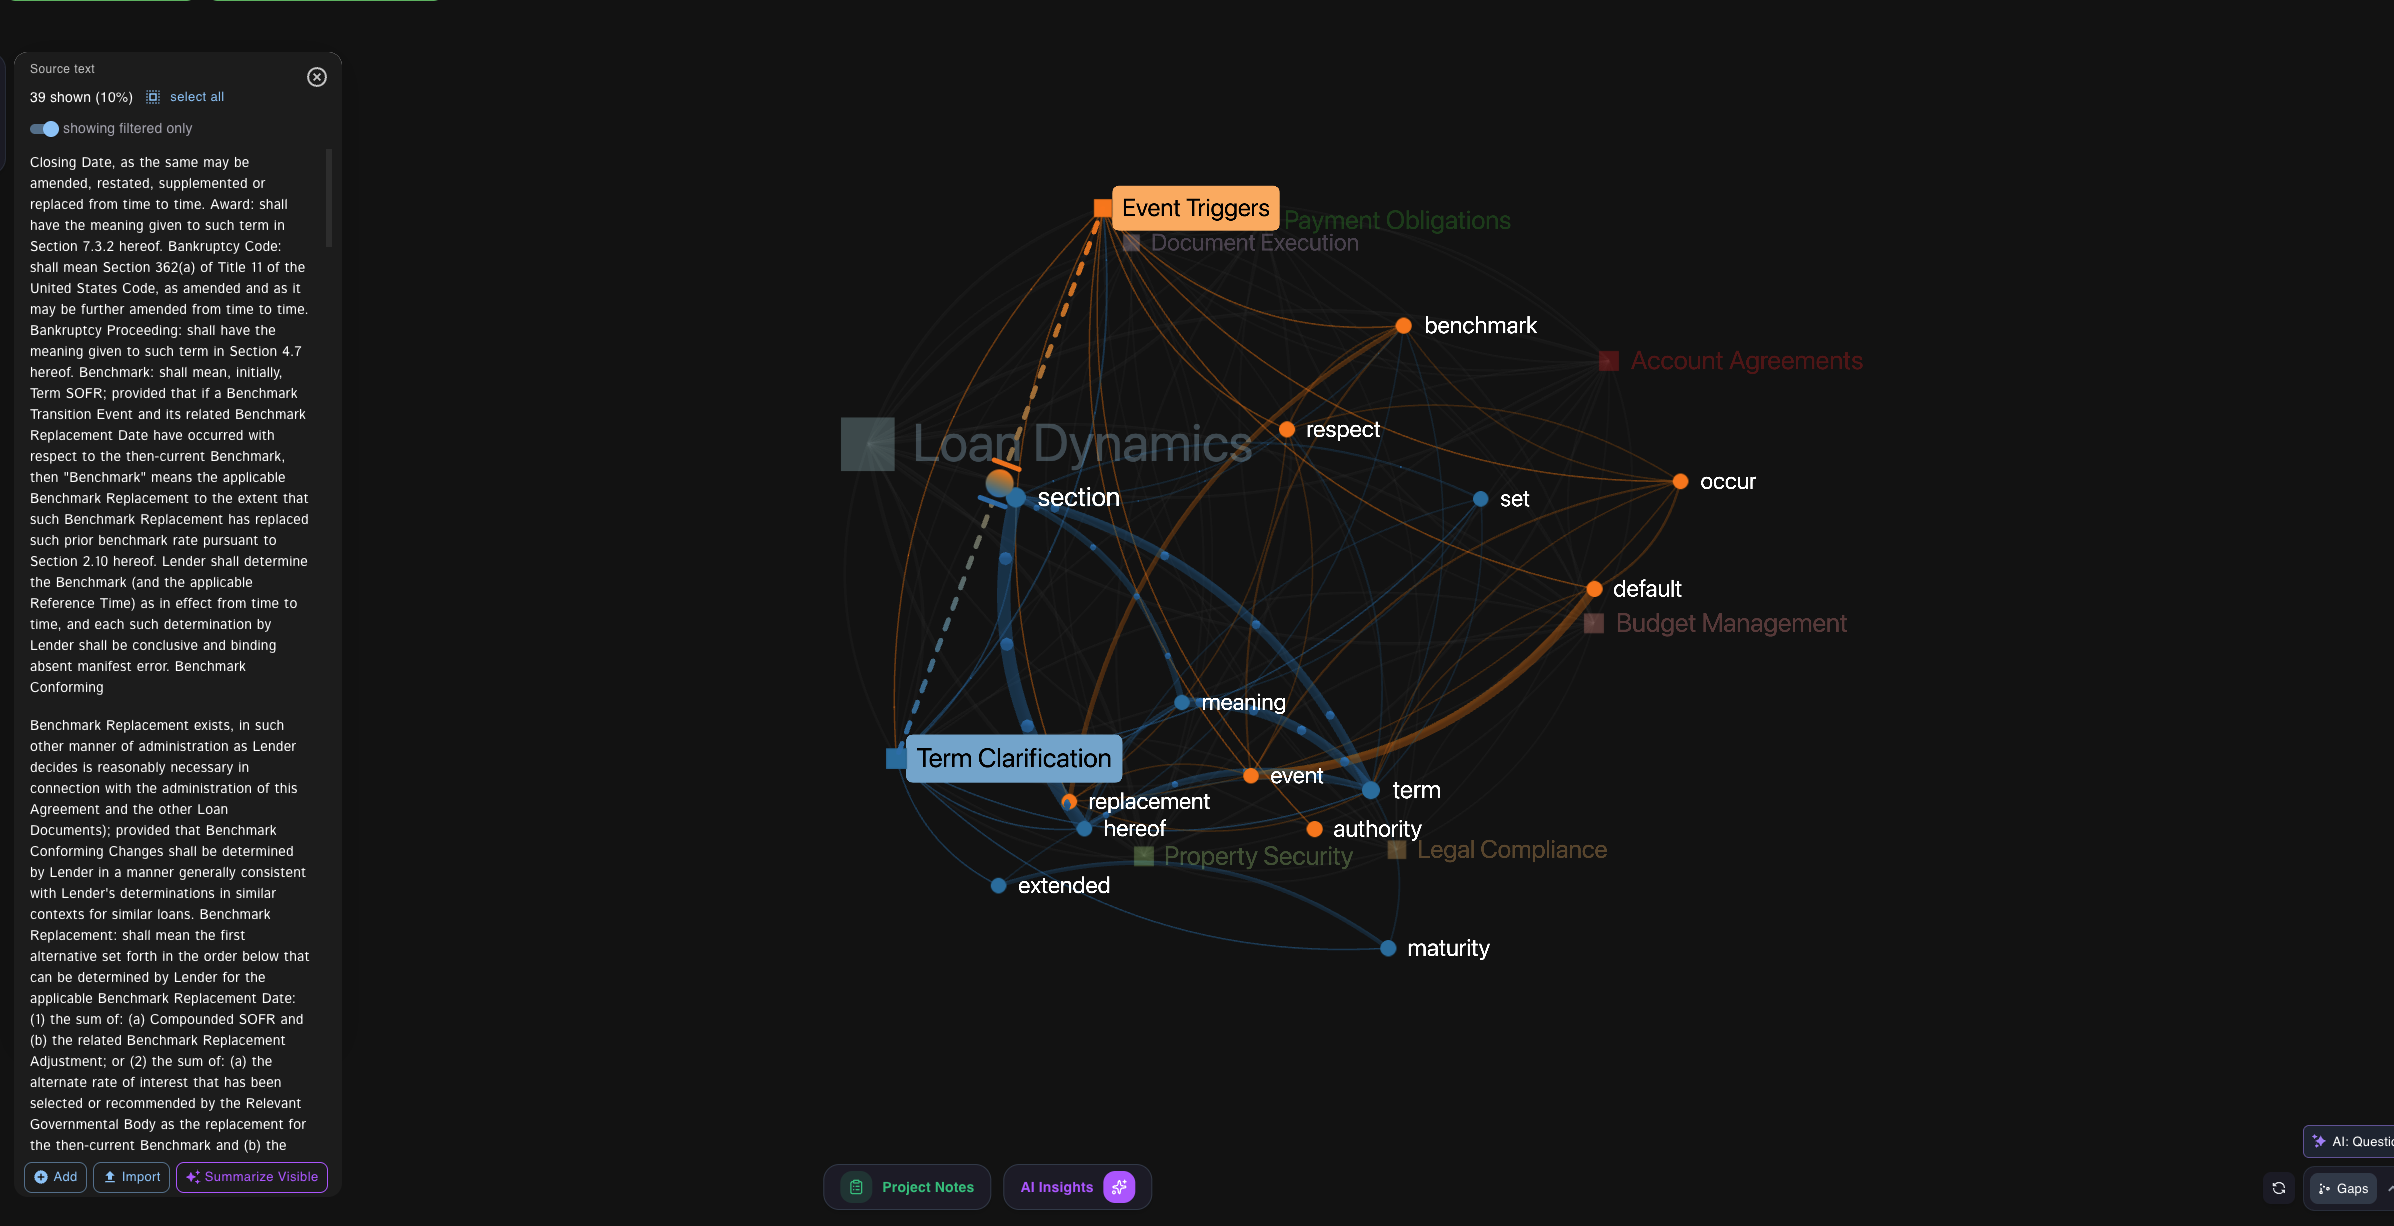 Source text
39 shown (10%) select all
showing filtered only
Closing Date, as the same may be
amended, restated, supplemented or
replaced from time to time. Award: shall
have the meaning given to such term in
Section 7.3.2 hereof. Bankruptcy Code:
shall mean Section 362(a) of Title 11 of the
United States Code, as amended and as it
may be further amended from time to time.
Bankruptcy Proceeding: shall have the
meaning given to such term in Section 4.7
hereof. Benchmark: shall mean, initially,
Term SOFR; provided that if a Benchmark
Transition Event and its related Benchmark
Replacement Date have occurred with
respect to the then-current Benchmark,
then "Benchmark" means the applicable
Benchmark Replacement to the extent that
such Benchmark Replacement has replaced
such prior benchmark rate pursuant to
Section 2.10 hereof. Lender shall determine
the Benchmark (and the applicable
Reference Time) as in effect from time to
time, and each such determination by
Lender shall be conclusive and binding
absent manifest error. Benchmark
Conforming
Benchmark Replacement exists, in such
other manner of administration as Lender
decides is reasonably necessary in
connection with the administration of this
Agreement and the other Loan
Documents); provided that Benchmark
Conforming Changes shall be determined
by Lender in a manner generally consistent
with Lender's determinations in similar
contexts for similar loans. Benchmark
Replacement: shall mean the first
alternative set forth in the order below that
can be determined by Lender for the
applicable Benchmark Replacement Date:
(1) the sum of: (a) Compounded SOFR and
(b) the related Benchmark Replacement
Adjustment; or (2) the sum of: (a) the
alternate rate of interest that has been
selected or recommended by the Relevant
Governmental Body as the replacement for
the then-current Benchmark and (b) the
Add
Import
Summarize Visible
Event Triggers
Payment Obligations
Document Execution
benchmark
Account Agreements
respect
Loan Dynamics
occur
section
set
default
Budget Management
meaning
Term Clarification
event
term
replacement
hereof
authority
Property Security
Legal Compliance
extended
maturity
Project Notes
AI Insights
AI:
Gaps